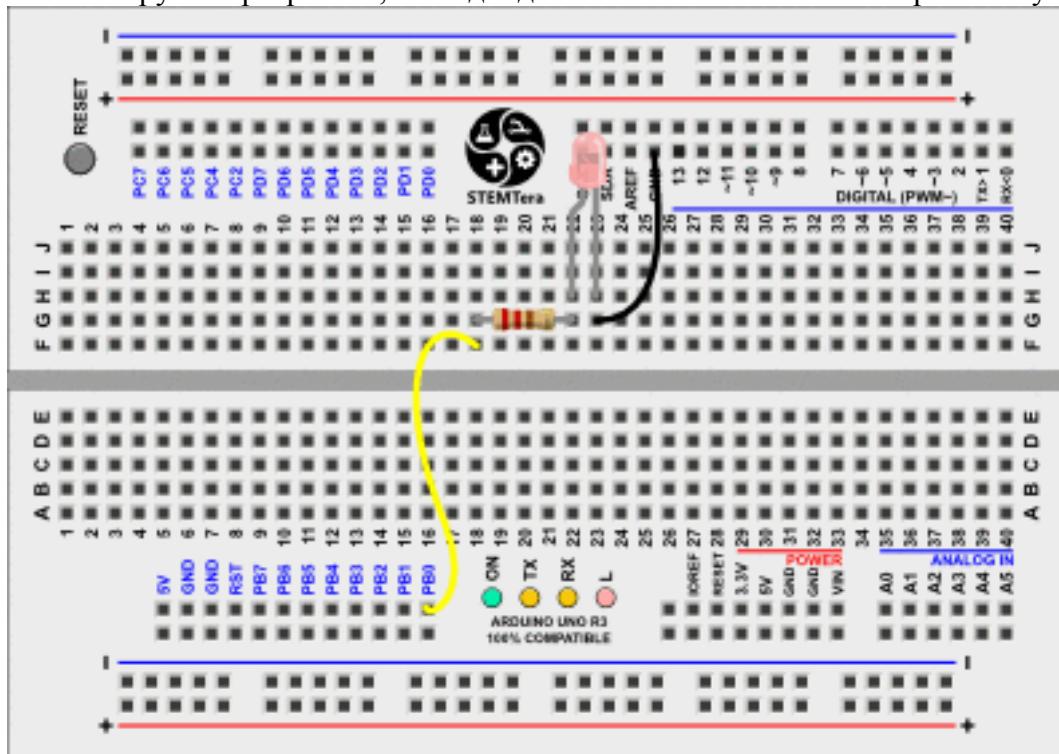 RESET
PC7 PC6 PC5 PC4 PC2 PD7 PD6 PD5 PD4 PD3 PD2 PD1 PD0
STEMTera
SDA AREF GND 13 12 ~11 ~10 ~9 8 7 ~6 ~5 4 ~3 2 TX>1 RX<0
DIGITAL (PWM~)
1 2 3 4 5 6 7 8 9 10 11 12 13 14 15 16 17 18 19 20 21 22 23 24 25 26 27 28 29 30 31 32 33 34 35 36 37 38 39 40
J J
I I
H H
G G
F F
E E
D D
C C
B B
A A
1 2 3 4 5 6 7 8 9 10 11 12 13 14 15 16 17 18 19 20 21 22 23 24 25 26 27 28 29 30 31 32 33 34 35 36 37 38 39 40
POWER ANALOG IN
5V GND GND RST PB7 PB6 PB5 PB4 PB3 PB2 PB1 PB0 ON TX RX L IOREF RESET 3.3V 5V GND GND VIN A0 A1 A2 A3 A4 A5
ARDUINO UNO R3
100% COMPATIBLE